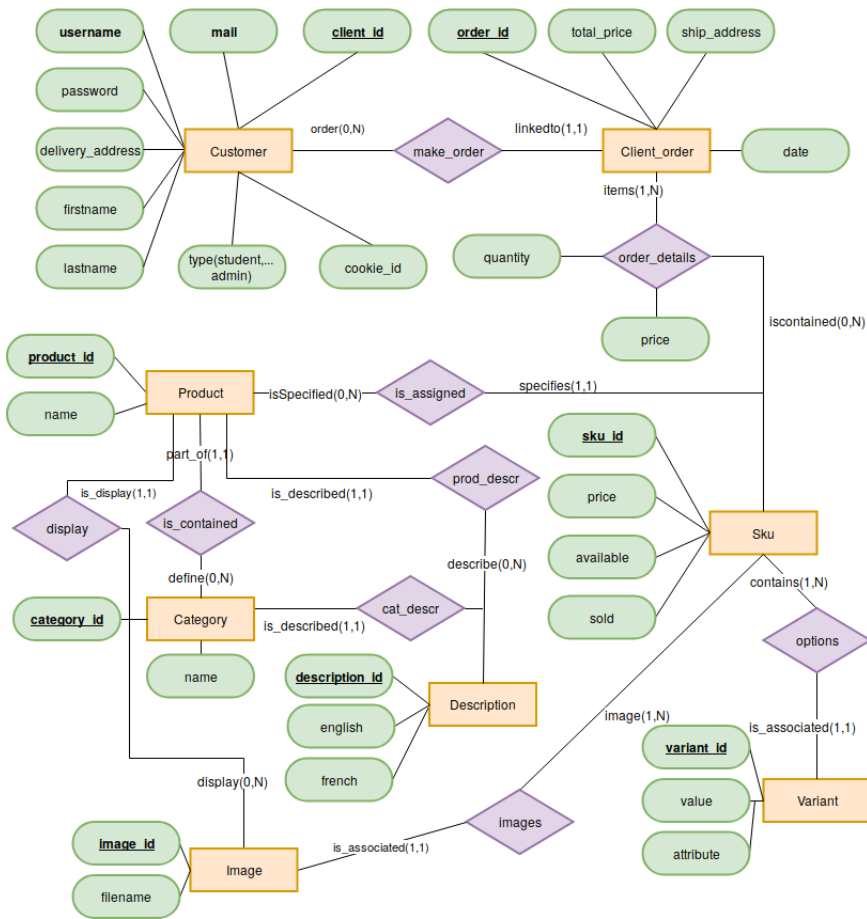 username
mail
client_id
order_id
total_price
ship_address
password
order(0,N)
linkedto(1,1)
delivery_address
Customer
make_order
Client_order
date
items(1,N)
firstname
lastname
type(student,...
admin)
cookie_id
quantity
order_details
iscontained(0,N)
price
product_id
Product
isSpecified(0,N)
is_assigned
specifies(1,1)
name
part_of(1,1)
sku_id
is_display(1,1)
is_described(1,1)
prod_descr
price
display
is_contained
Sku
describe(0,N)
available
define(0,N)
contains(1,N)
category_id
Category
is_described(1,1)
cat_descr
sold
options
name
description_id
Description
english
image(1,N)
is_associated(1,1)
variant_id
french
display(0,N)
value
Variant
image_id
images
is_associated(1,1)
attribute
Image
filename